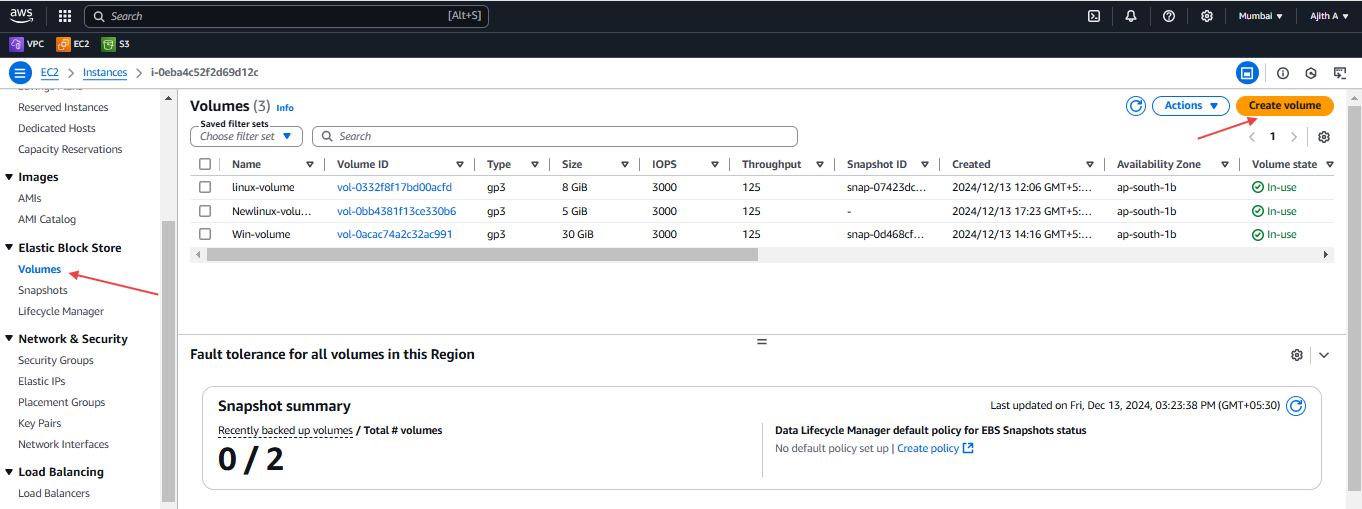 aws
Search [Alt+S] Mumbai Ajith A
VPC EC2 S3
EC2 Instances i-0eba4c52f2d69d12c
Savings Plans
Reserved Instances
Dedicated Hosts
Capacity Reservations
Images
AMIs
AMI Catalog
Elastic Block Store
Volumes
Snapshots
Lifecycle Manager
Network & Security
Security Groups
Elastic IPs
Placement Groups
Key Pairs
Network Interfaces
Load Balancing
Load Balancers
Volumes (3) Info
Actions
Create volume
Saved filter sets
Choose filter set Search
1
Name Volume ID Type Size IOPS Throughput Snapshot ID Created Availability Zone Volume state
linux-volume vol-0332f8f17bd00acfd gp3 8 GiB 3000 125 snap-07423dc... 2024/12/13 12:06 GMT+5:... ap-south-1b In-use
Newlinux-volu... vol-0bb4381f13ce330b6 gp3 5 GiB 3000 125 - 2024/12/13 17:23 GMT+5:... ap-south-1b In-use
Win-volume vol-0acac74a2c32ac991 gp3 30 GiB 3000 125 snap-0d468cf... 2024/12/13 14:16 GMT+5:... ap-south-1b In-use
Fault tolerance for all volumes in this Region
Snapshot summary
Last updated on Fri, Dec 13, 2024, 03:23:38 PM (GMT+05:30)
Recently backed up volumes / Total # volumes
0 / 2
Data Lifecycle Manager default policy for EBS Snapshots status
No default policy set up | Create policy